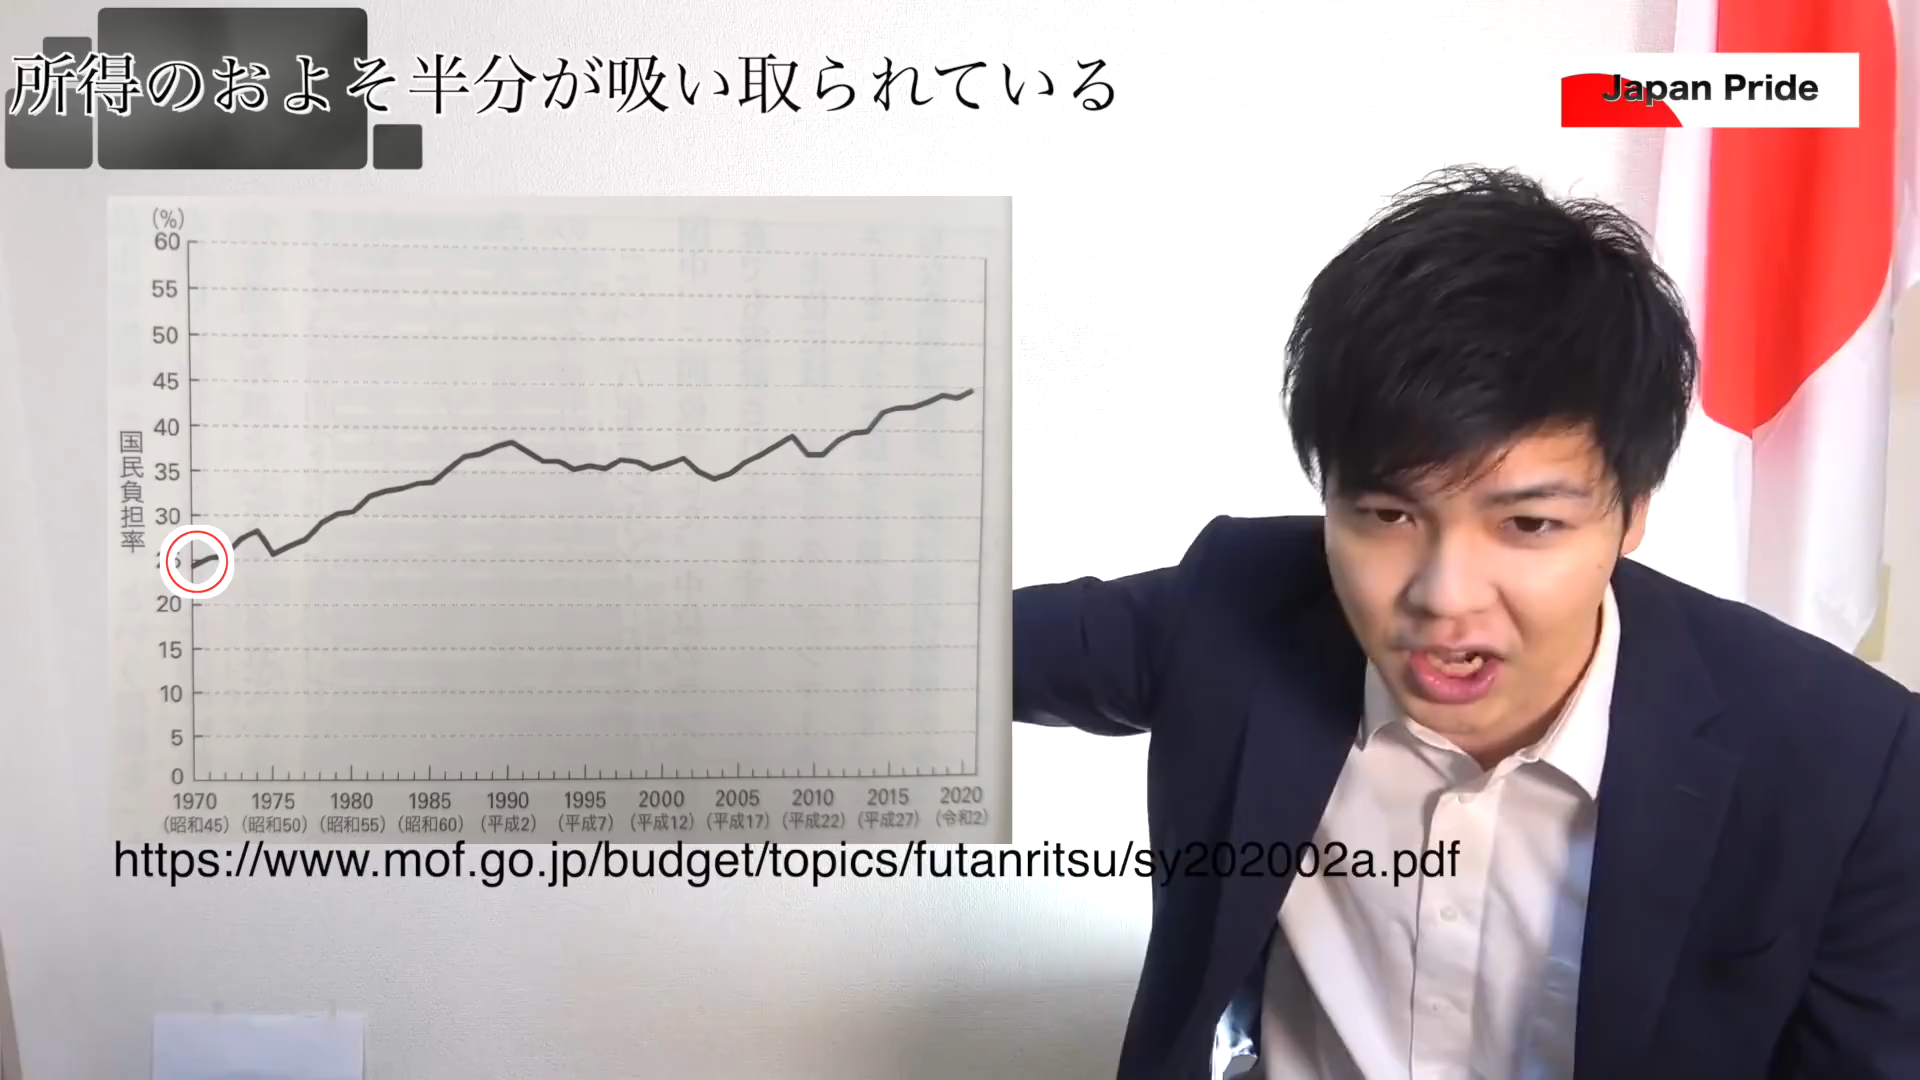 所得のおよそ半分が吸い取られている
Japan Pride
(%)
60
55
50
45
40
35
30
25
20
15
10
5
0
国民負担率
1970 1975 1980 1985 1990 1995 2000 2005 2010 2015 2020
(昭和45) (昭和50) (昭和55) (昭和60) (平成2) (平成7) (平成12) (平成17) (平成22) (平成27) (令和2)
https://www.mof.go.jp/budget/topics/futanritsu/sy202002a.pdf